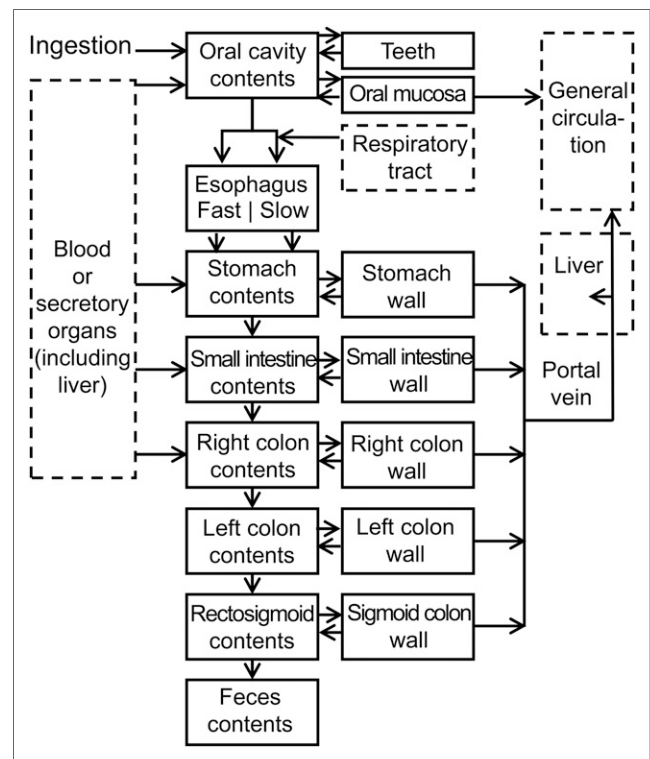 Ingestion
Oral cavity
contents
Teeth
Oral mucosa
General
circula-
tion
Respiratory
tract
Esophagus
Fast | Slow
Blood
or
secretory
organs
(including
liver)
Stomach
contents
Stomach
wall
Liver
Small intestine
contents
Small intestine
wall
Portal
vein
Right colon
contents
Right colon
wall
Left colon
contents
Left colon
wall
Rectosigmoid
contents
Sigmoid colon
wall
Feces
contents